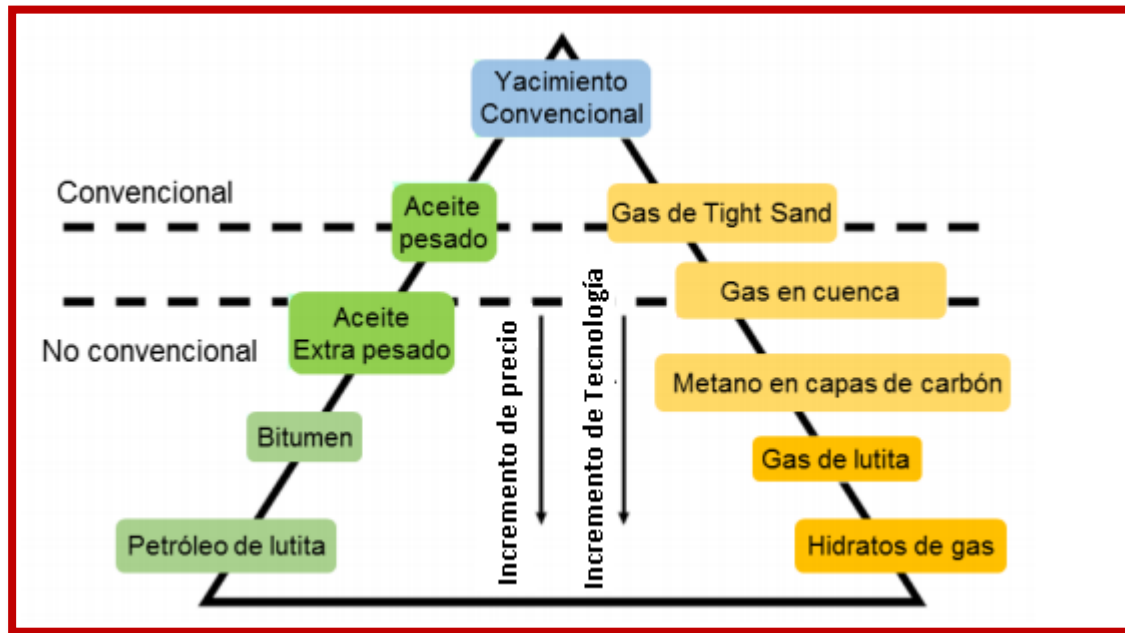 Yacimiento
Convencional
Convencional
Aceite
pesado
Gas de Tight Sand
Gas en cuenca
No convencional
Aceite
Extra pesado
Incremento de precio
Incremento de Tecnología
Metano en capas de carbón
Bitumen
Gas de lutita
Petróleo de lutita
Hidratos de gas